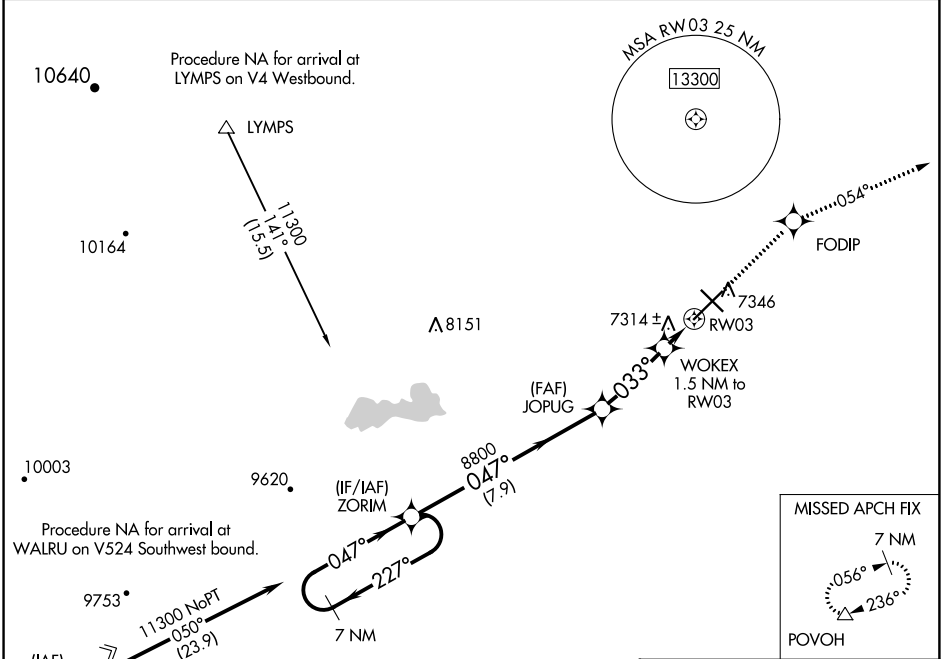 MSA RW03 25 NM
13300
Procedure NA for arrival at
LYMPS on V4 Westbound.
10640
LYMPS
11300
141°
(15.5)
10164
054°
FODIP
8151
7314 ±
7346
RW03
WOKEX
1.5 NM to
RW03
033°
(FAF)
JOPUG
8800
047°
(7.9)
10003
9620
(IF/IAF)
ZORIM
Procedure NA for arrival at
WALRU on V524 Southwest bound.
047°
227°
7 NM
9753
11300 NoPT
050°
(23.9)
(IAF)
MISSED APCH FIX
7 NM
056°
236°
POVOH